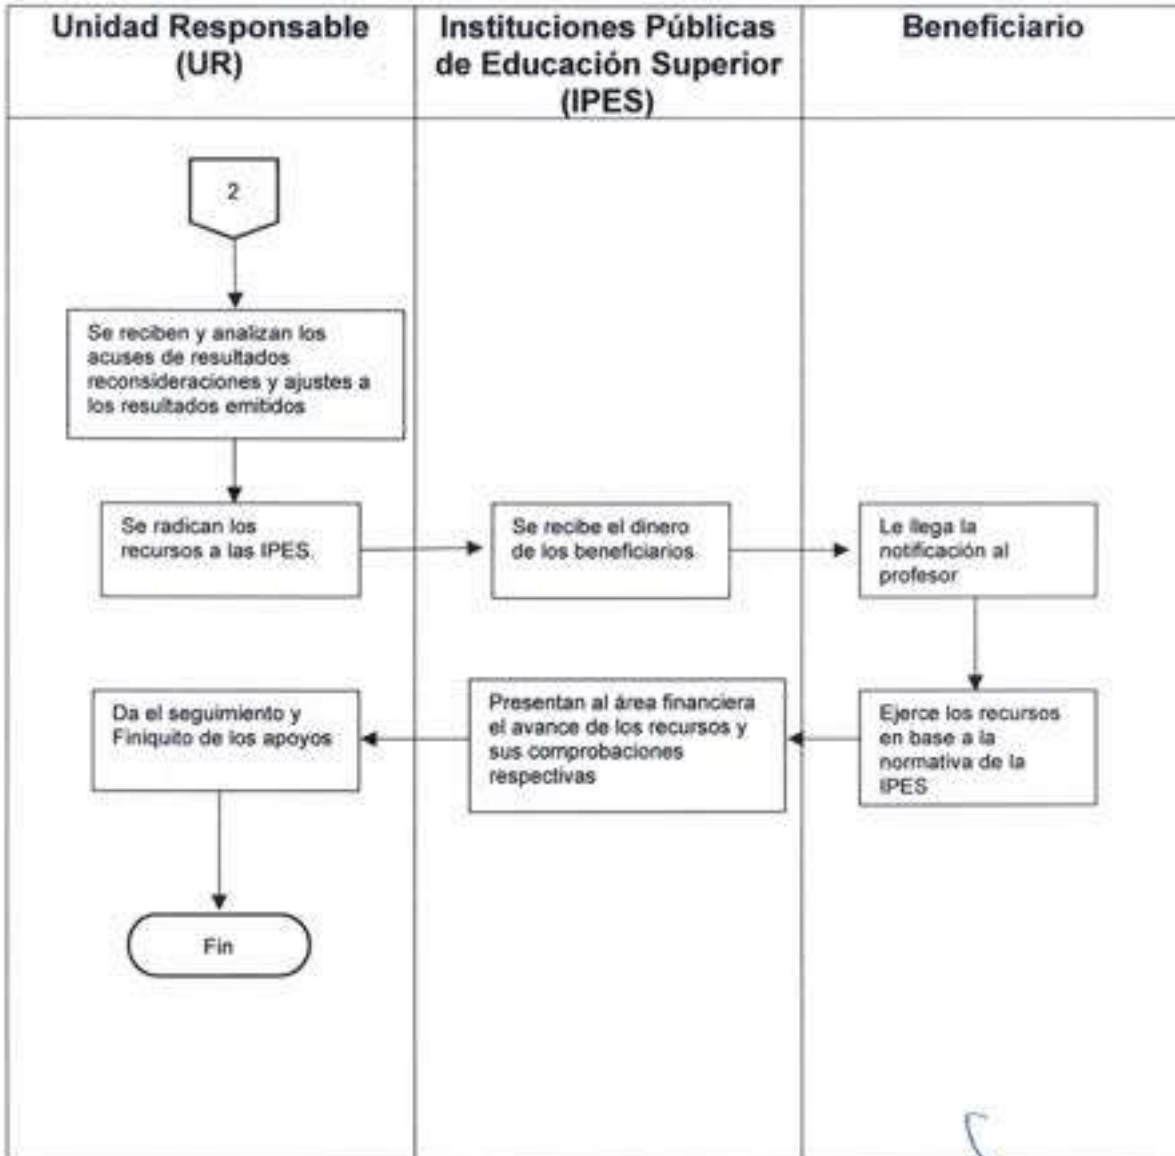 Unidad Responsable
(UR)
Instituciones Públicas
de Educación Superior
(IPES)
Beneficiario
2
Se reciben y analizan los
acuses de resultados
reconsideraciones y ajustes a
los resultados emitidos
Se radican los
recursos a las IPES.
Se recibe el dinero
de los beneficiarios
Le llega la
notificación al
profesor
Da el seguimiento y
Finiquito de los apoyos
Presentan al área financiera
el avance de los recursos y
sus comprobaciones
respectivas
Ejerce los recursos
en base a la
normativa de la
IPES
Fin